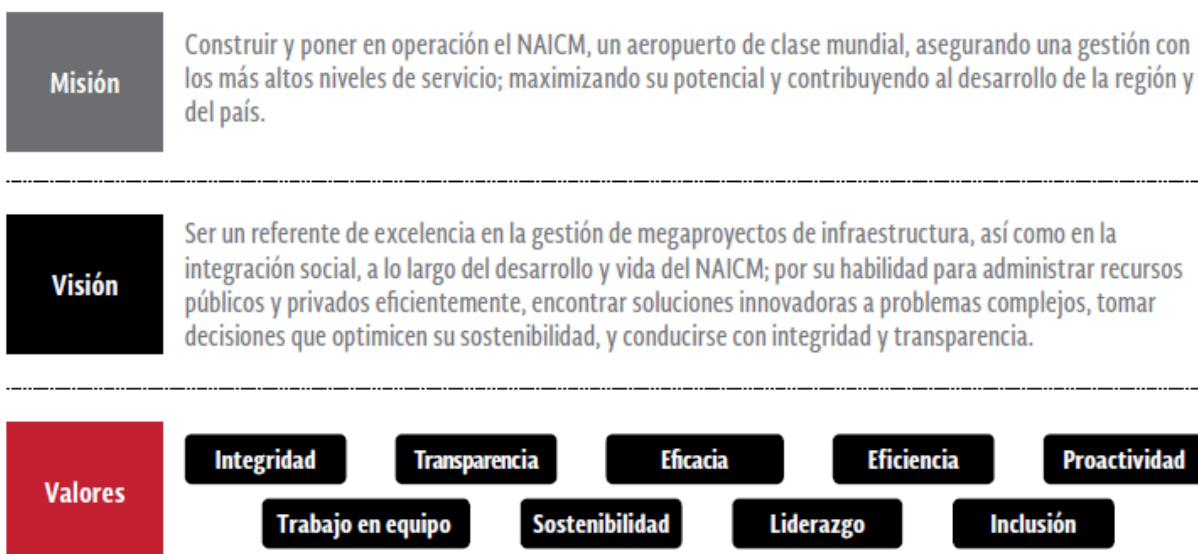 Misión
Construir y poner en operación el NAICM, un aeropuerto de clase mundial, asegurando una gestión con
los más altos niveles de servicio; maximizando su potencial y contribuyendo al desarrollo de la región y
del país.
Visión
Ser un referente de excelencia en la gestión de megaproyectos de infraestructura, así como en la
integración social, a lo largo del desarrollo y vida del NAICM; por su habilidad para administrar recursos
públicos y privados eficientemente, encontrar soluciones innovadoras a problemas complejos, tomar
decisiones que optimicen su sostenibilidad, y conducirse con integridad y transparencia.
Valores
Integridad Transparencia Eficacia Eficiencia Proactividad
Trabajo en equipo Sostenibilidad Liderazgo Inclusión